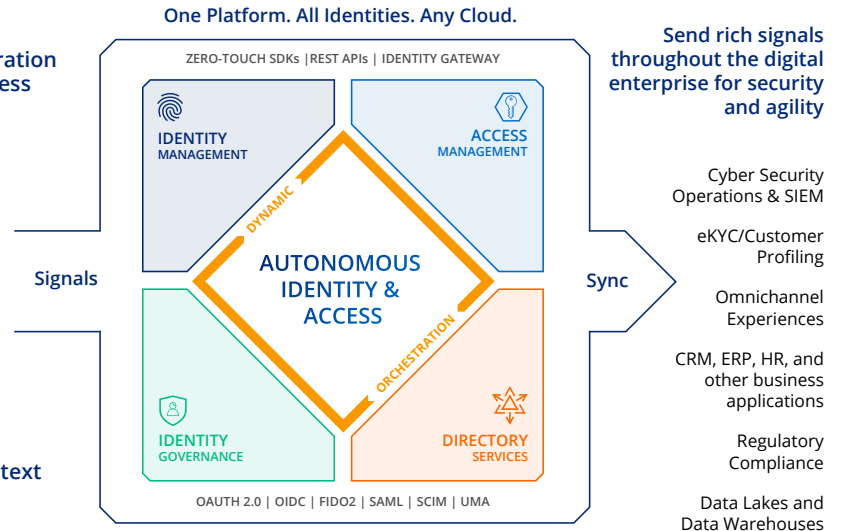 One Platform. All Identities. Any Cloud.
ZERO-TOUCH SDKs |REST APIs | IDENTITY GATEWAY
IDENTITY
MANAGEMENT
ACCESS
MANAGEMENT
DYNAMIC
AUTONOMOUS
IDENTITY &
ACCESS
ORCHESTRATION
Signals
Sync
IDENTITY
GOVERNANCE
DIRECTORY
SERVICES
OAUTH 2.0 | OIDC | FIDO2 | SAML | SCIM | UMA
Send rich signals
throughout the digital
enterprise for security
and agility
Cyber Security
Operations & SIEM
eKYC/Customer
Profiling
Omnichannel
Experiences
CRM, ERP, HR, and
other business
applications
Regulatory
Compliance
Data Lakes and
Data Warehouses